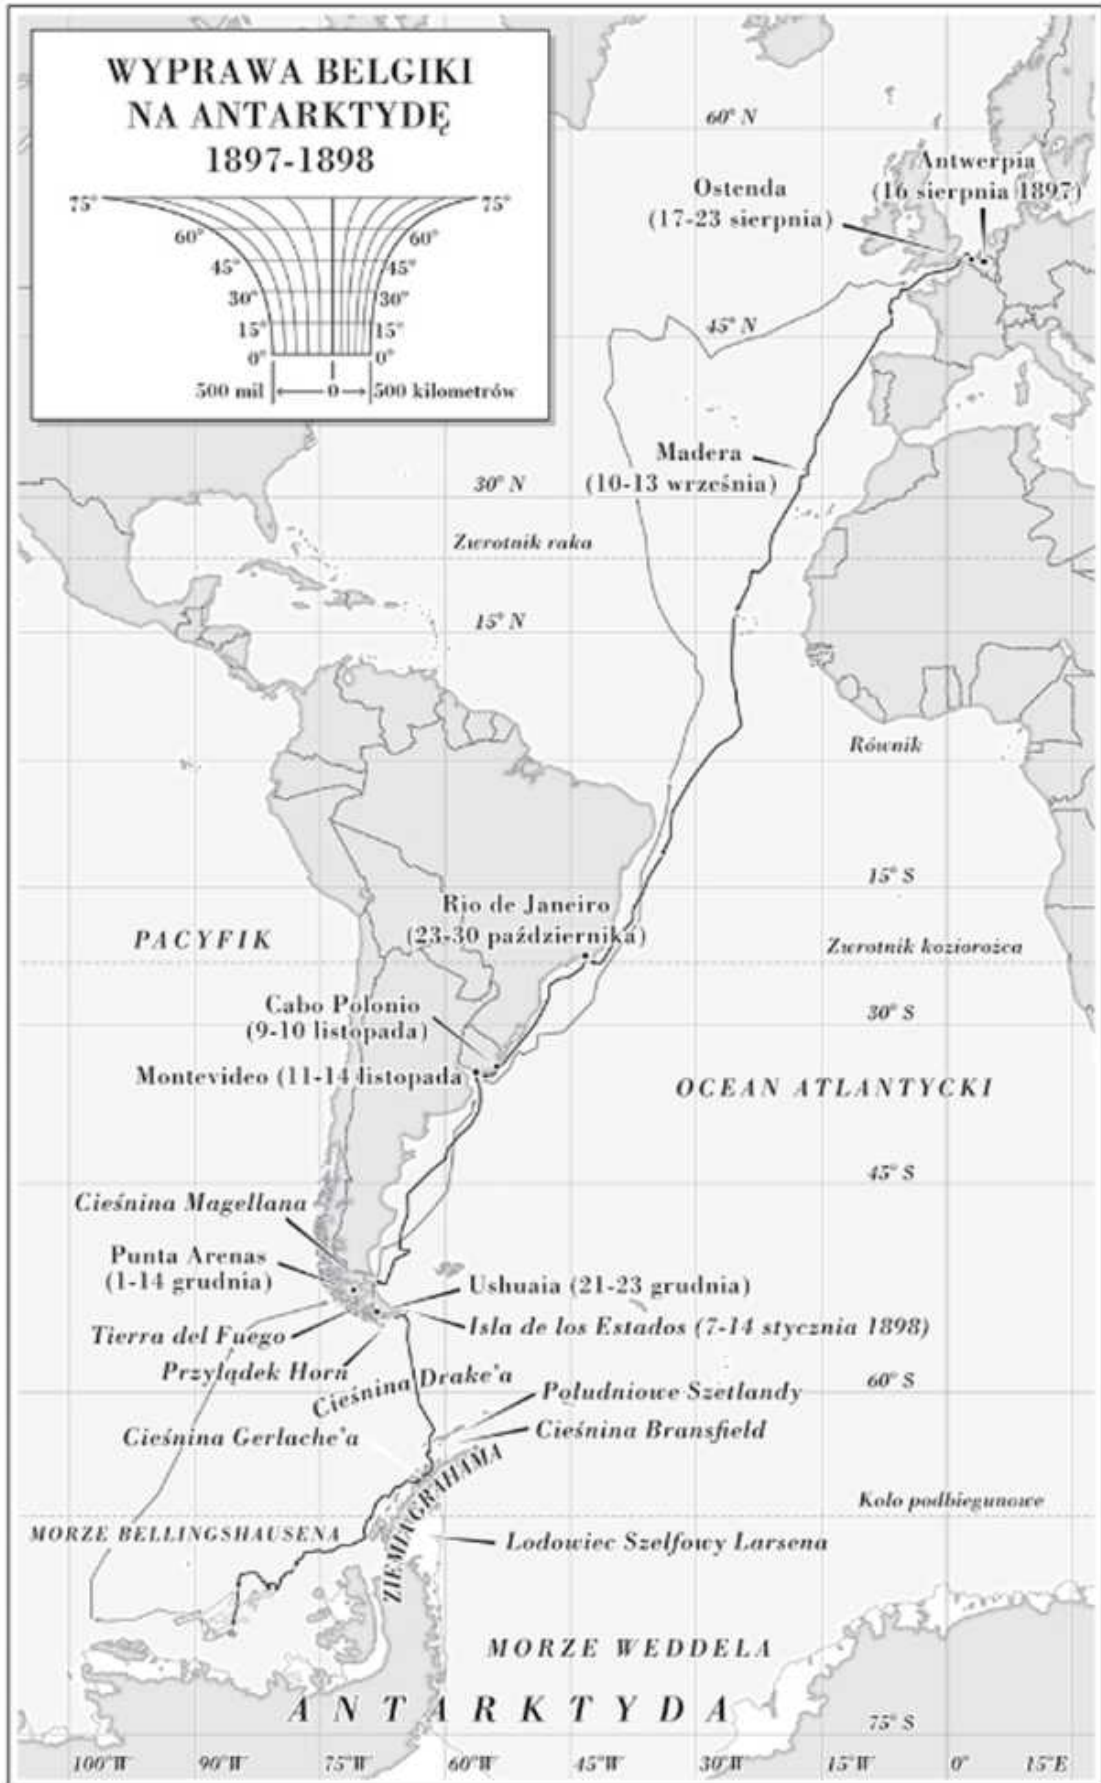 WYPRAWA BELGIKI
NA ANTARKTYDĘ
1897-1898
75° 75°
60° 60°
45° 45°
30° 30°
15° 15°
0° 0°
500 mil 0 500 kilometrów
60° N
Antwerpia
(16 sierpnia 1897)
Ostenda
(17-23 sierpnia)
45° N
Madera
(10-13 września)
30° N
Zwrotnik raka
15° N
Równik
15° S
Rio de Janeiro
(23-30 października)
PACYFIK
Zwrotnik koziorożca
Cabo Polonio
(9-10 listopada)
30° S
Montevideo (11-14 listopada
OCEAN ATLANTYCKI
45° S
Cieśnina Magellana
Punta Arenas
(1-14 grudnia)
Ushuaia (21-23 grudnia)
Isla de los Estados (7-14 stycznia 1898)
Tierra del Fuego
Przylądek Horn
Cieśnina Drake'a
60° S
Południowe Szetlandy
Cieśnina Bransfield
Cieśnina Gerlache'a
ZIEMIA GRAHAMA
Koło podbiegunowe
MORZE BELLINGSHAUSENA
Lodowiec Szelfowy Larsena
MORZE WEDDELA
ANTARKTYDA
75° S
100°W 90°W 75°W 60°W 45°W 30°W 15°W 0° 15°E